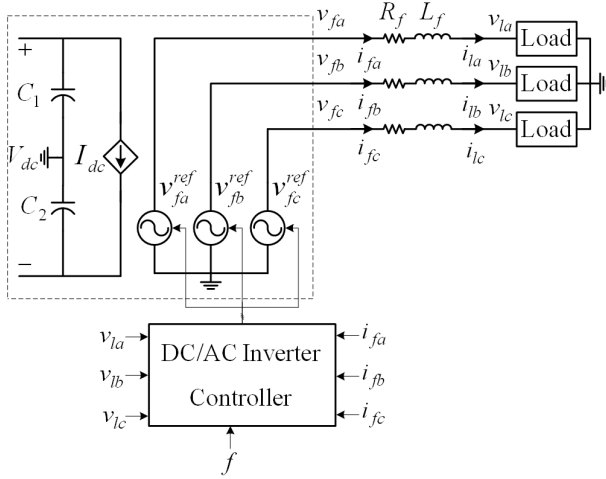 v_fa R_f L_f v_la
+ i_fa i_la Load
C_1 v_fb v_lb
i_fb i_lb Load
v_fc v_lc
i_fc i_lc Load
V_dc I_dc
v_fa^ref v_fb^ref v_fc^ref
C_2
−
v_la DC/AC Inverter i_fa
v_lb i_fb
v_lc Controller i_fc
f